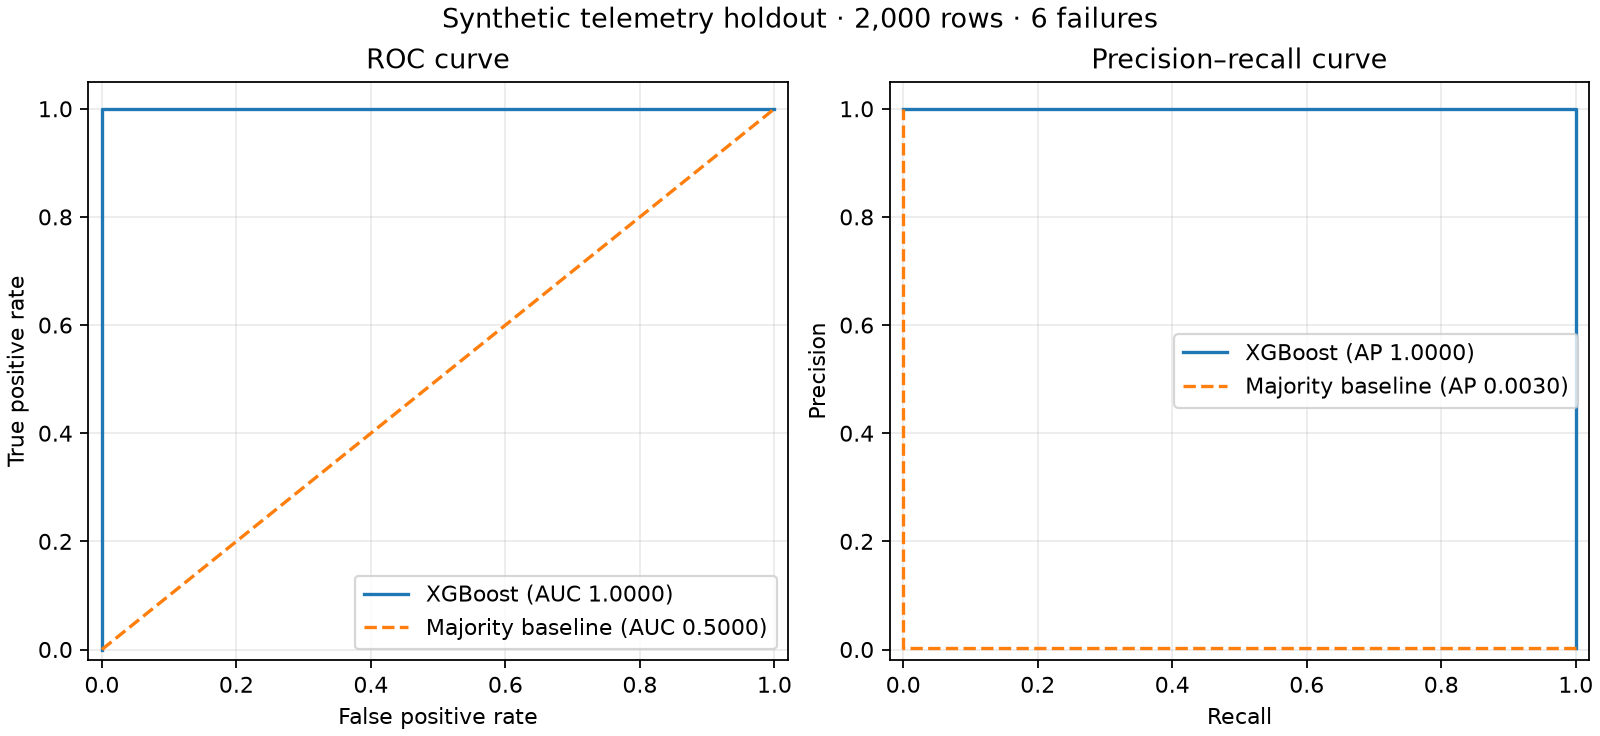 Synthetic telemetry holdout · 2,000 rows · 6 failures
ROC curve
True positive rate
1.0
0.8
0.6
0.4
0.2
0.0
XGBoost (AUC 1.0000)
Majority baseline (AUC 0.5000)
0.0 0.2 0.4 0.6 0.8 1.0
False positive rate
Precision–recall curve
Precision
1.0
0.8
0.6
0.4
0.2
0.0
XGBoost (AP 1.0000)
Majority baseline (AP 0.0030)
0.0 0.2 0.4 0.6 0.8 1.0
Recall